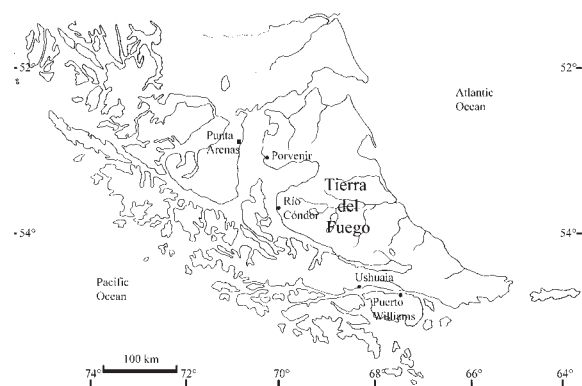 52°
52°
Atlantic
Ocean
Punta
Arenas
Porvenir
Tierra
del
Fuego
Río
Cóndor
54°
54°
Ushuaia
Pacific
Ocean
Puerto
Williams
100 km
74°
72°
70°
68°
66°
64°